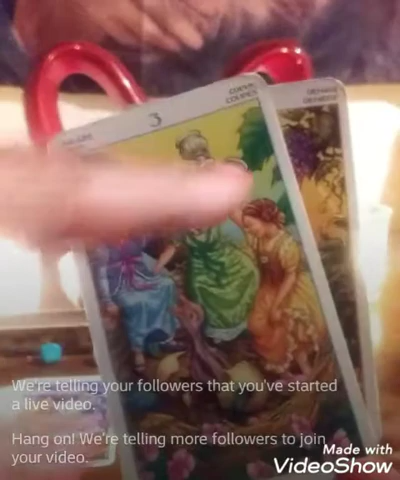 3
We're telling your followers that you've started
a live video.
Hang on! We're telling more followers to join
your video.
Made with
VideoShow